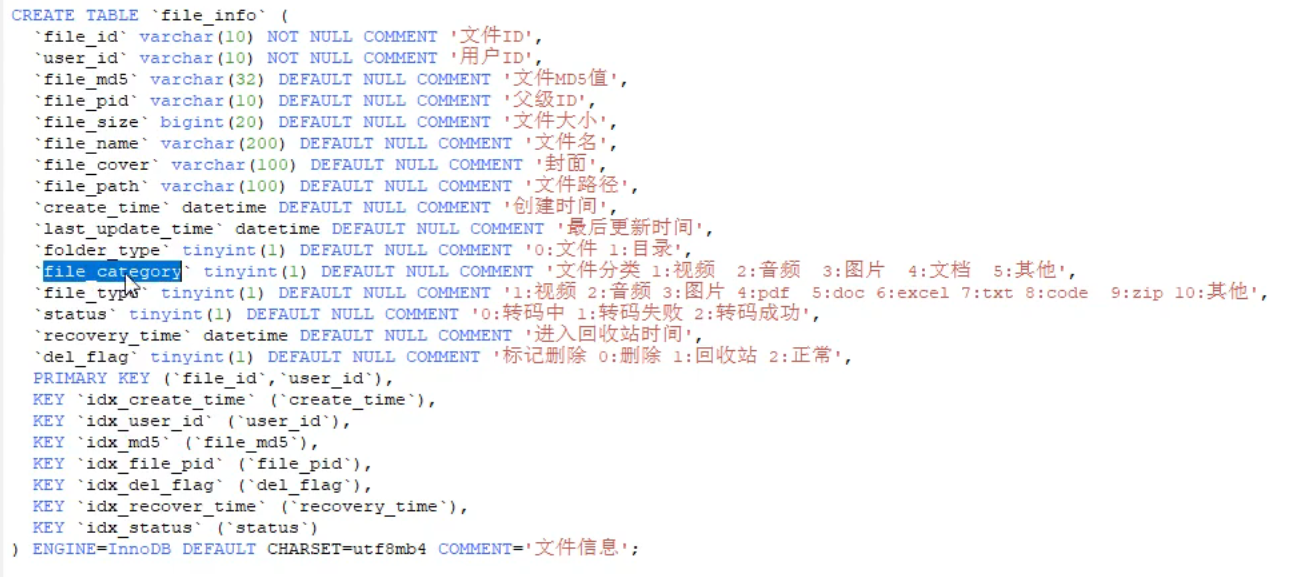 CREATE TABLE `file_info` (
`file_id` varchar(10) NOT NULL COMMENT '文件ID',
`user_id` varchar(10) NOT NULL COMMENT '用户ID',
`file_md5` varchar(32) DEFAULT NULL COMMENT '文件MD5值',
`file_pid` varchar(10) DEFAULT NULL COMMENT '父级ID',
`file_size` bigint(20) DEFAULT NULL COMMENT '文件大小',
`file_name` varchar(200) DEFAULT NULL COMMENT '文件名',
`file_cover` varchar(100) DEFAULT NULL COMMENT '封面',
`file_path` varchar(100) DEFAULT NULL COMMENT '文件路径',
`create_time` datetime DEFAULT NULL COMMENT '创建时间',
`last_update_time` datetime DEFAULT NULL COMMENT '最后更新时间',
`folder_type` tinyint(1) DEFAULT NULL COMMENT '0:文件 1:目录',
`file_category` tinyint(1) DEFAULT NULL COMMENT '文件分类 1:视频  2:音频  3:图片  4:文档  5:其他',
`file_type` tinyint(1) DEFAULT NULL COMMENT '1:视频 2:音频 3:图片 4:pdf  5:doc 6:excel 7:txt 8:code  9:zip 10:其他',
`status` tinyint(1) DEFAULT NULL COMMENT '0:转码中 1:转码失败 2:转码成功',
`recovery_time` datetime DEFAULT NULL COMMENT '进入回收站时间',
`del_flag` tinyint(1) DEFAULT NULL COMMENT '标记删除 0:删除 1:回收站 2:正常',
PRIMARY KEY (`file_id`,`user_id`),
KEY `idx_create_time` (`create_time`),
KEY `idx_user_id` (`user_id`),
KEY `idx_md5` (`file_md5`),
KEY `idx_file_pid` (`file_pid`),
KEY `idx_del_flag` (`del_flag`),
KEY `idx_recover_time` (`recovery_time`),
KEY `idx_status` (`status`)
) ENGINE=InnoDB DEFAULT CHARSET=utf8mb4 COMMENT='文件信息';